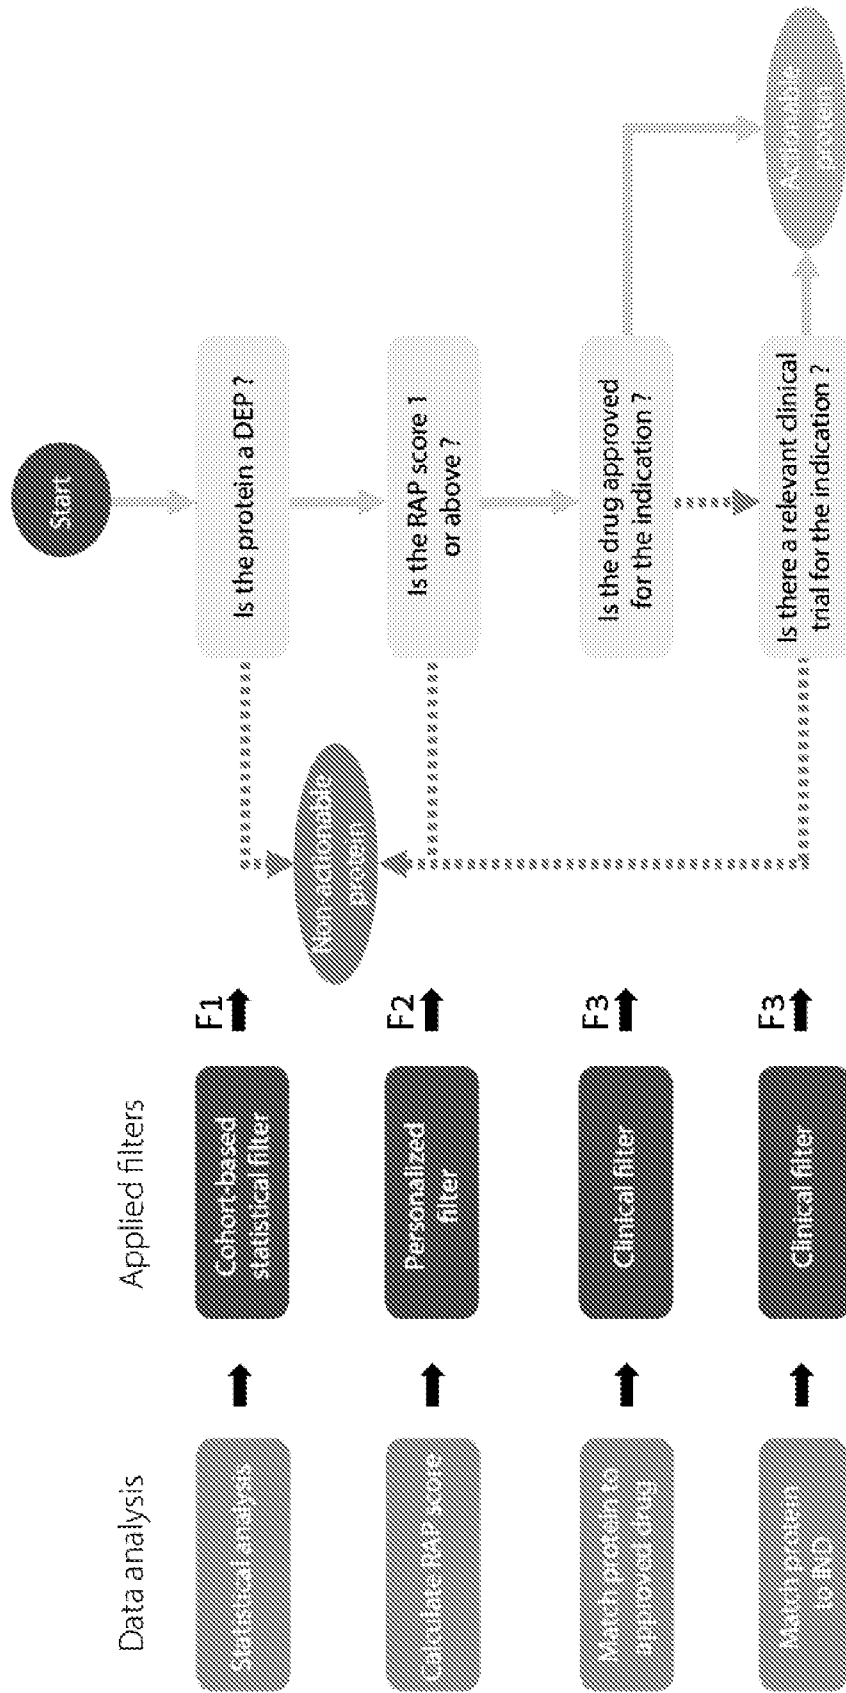 Data analysis
Applied filters
Start
Statistical analysis
Cohort-based
statistical filter
F1
Is the protein a DEP ?
Non-actionable
protein
Calculate RAP score
Personalized
filter
F2
Is the RAP score 1
or above ?
Match protein to
approved drug
Clinical filter
F3
Is the drug approved
for the indication ?
Match protein
to IND
Clinical filter
F3
Is there a relevant clinical
trial for the indication ?
Actionable
protein